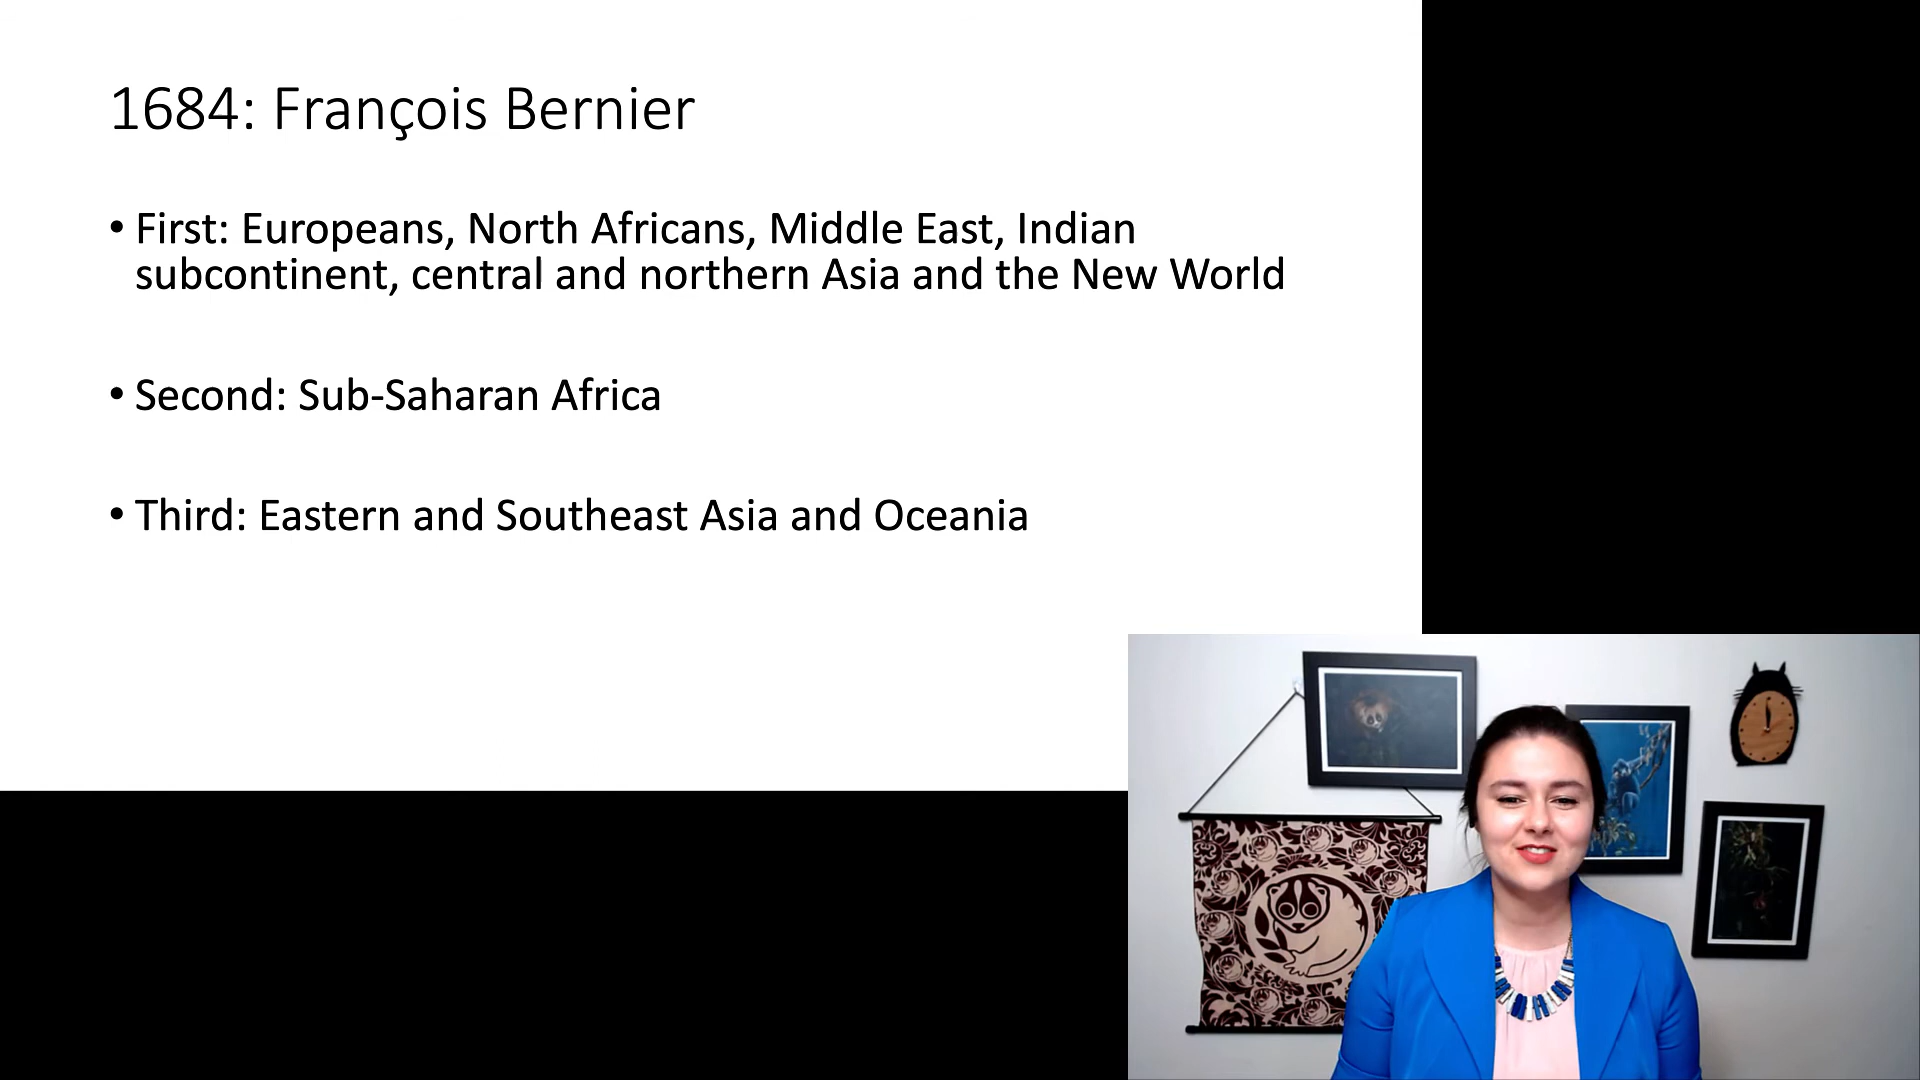 1684: François Bernier
• First: Europeans, North Africans, Middle East, Indian
subcontinent, central and northern Asia and the New World
• Second: Sub-Saharan Africa
• Third: Eastern and Southeast Asia and Oceania